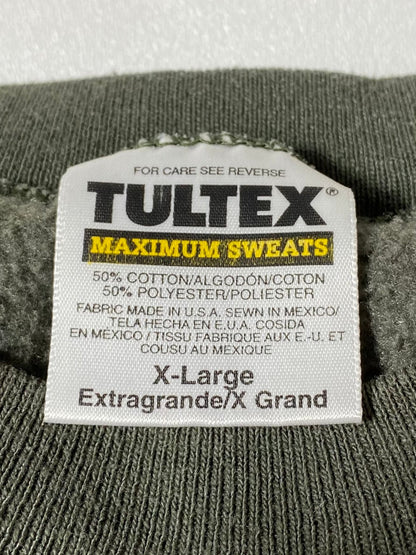 FOR CARE SEE REVERSE
TULTEX®
MAXIMUM SWEATS
50% COTTON/ALGODÓN/COTON
50% POLYESTER/POLIESTER
FABRIC MADE IN U.S.A. SEWN IN MEXICO/
TELA HECHA EN E.U.A. COSIDA
EN MÉXICO / TISSU FABRIQUE AUX E.-U. ET
COUSU AU MEXIQUE
X-Large
Extragrande/X Grand